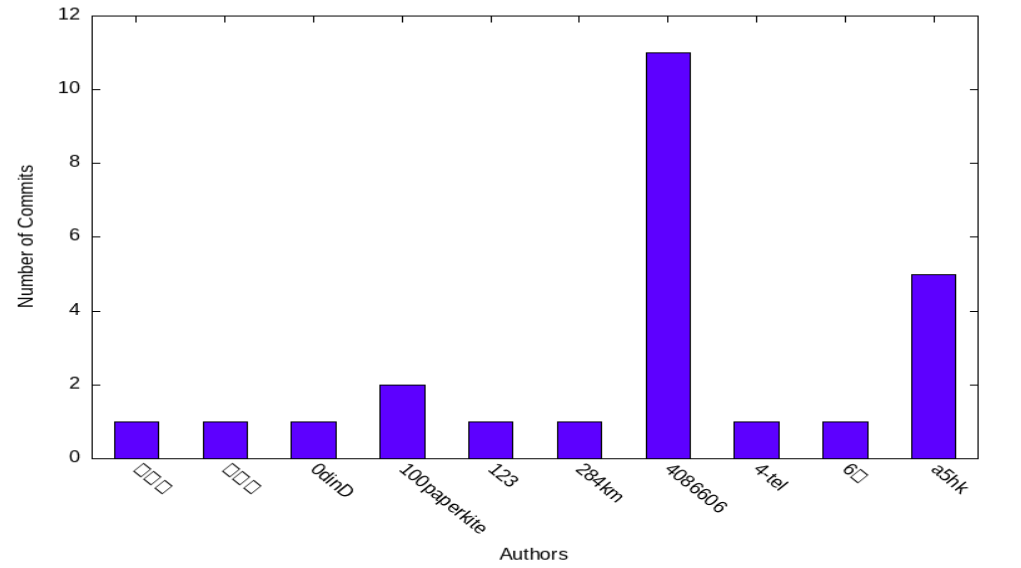 12
10
8
6
4
2
0
Number of Commits
□□□
□□□
0dinD
100paperkite
123
284km
4086606
4-tel
6□
a5hk
Authors